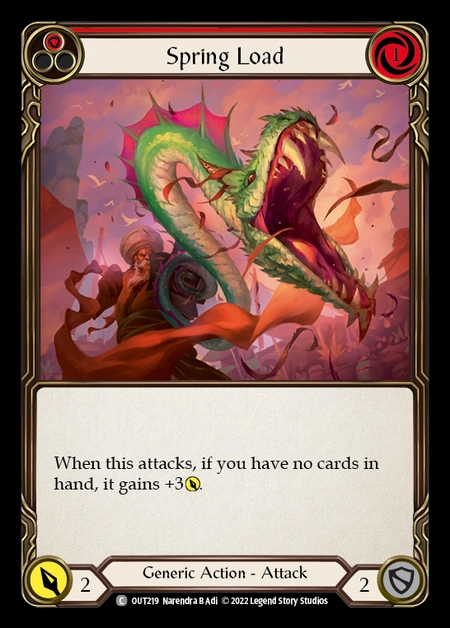 1
Spring Load
When this attacks, if you have no cards in
hand, it gains +3.
2
Generic Action - Attack
2
C OUT219 Narendra B Adi © 2022 Legend Story Studios